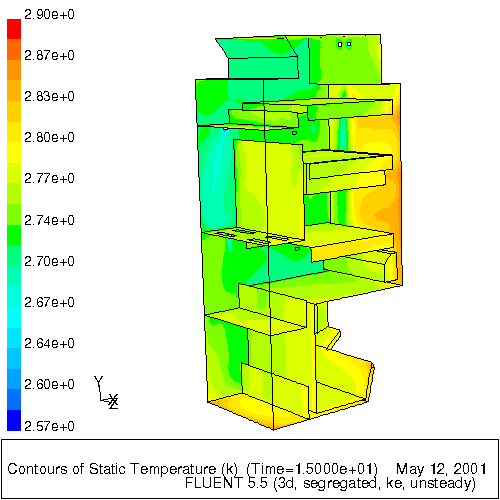 2.90e+0
2.87e+0
2.83e+0
2.80e+0
2.77e+0
2.74e+0
2.70e+0
2.67e+0
2.64e+0
2.60e+0
2.57e+0
Y
X
Z
Contours of Static Temperature (k) (Time=1.5000e+01) May 12, 2001
FLUENT 5.5 (3d, segregated, ke, unsteady)